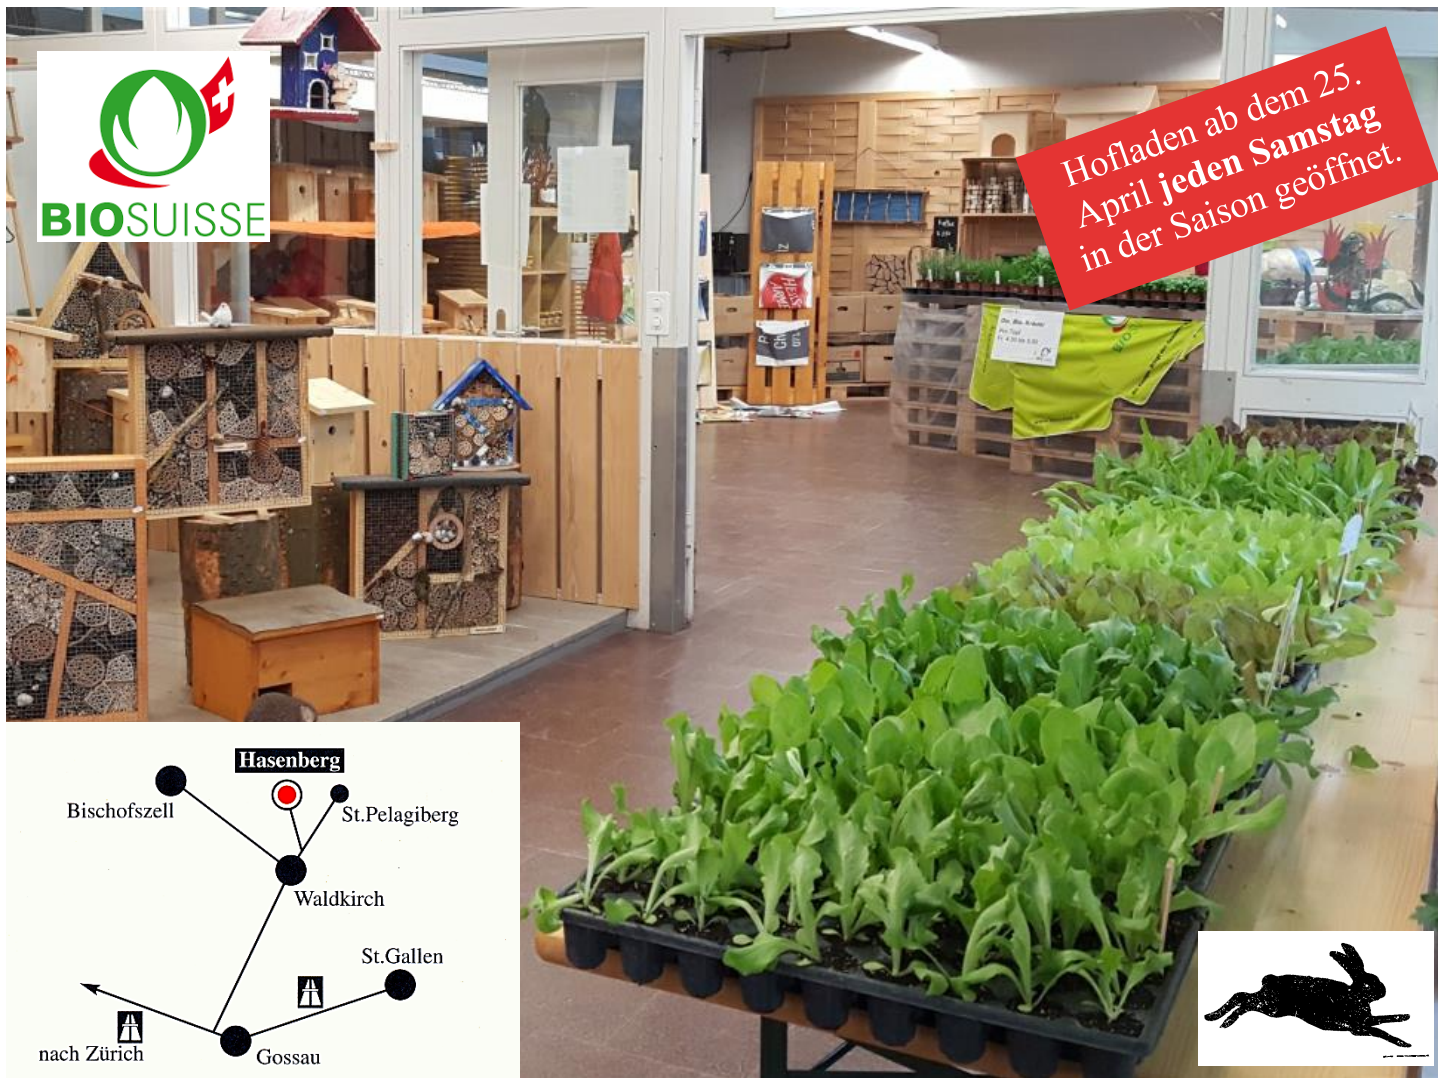 BIOSUISSE
Hofladen ab dem 25.
April jeden Samstag
in der Saison geöffnet.
BIO
Hasenberg
Bischofszell
St.Pelagiberg
Waldkirch
St.Gallen
nach Zürich
Gossau